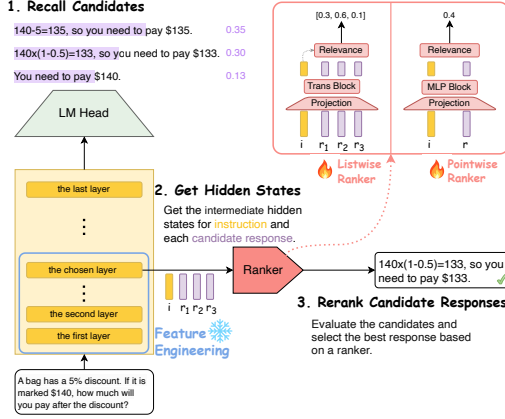 1. Recall Candidates
140-5=135, so you need to pay $135. 0.35
140x(1-0.5)=133, so you need to pay $133. 0.30
You need to pay $140. 0.13
LM Head
the last layer
the chosen layer
the second layer
the first layer
Feature
Engineering
A bag has a 5% discount. If it is
marked $140, how much will
you pay after the discount?
2. Get Hidden States
Get the intermediate hidden
states for instruction and
each candidate response.
i r1 r2 r3
Ranker
[0.3, 0.6, 0.1]
Relevance
Trans Block
Projection
i r1 r2 r3
Listwise
Ranker
0.4
Relevance
MLP Block
Projection
i r
Pointwise
Ranker
140x(1-0.5)=133, so you
need to pay $133.
3. Rerank Candidate Responses
Evaluate the candidates and
select the best response based
on a ranker.